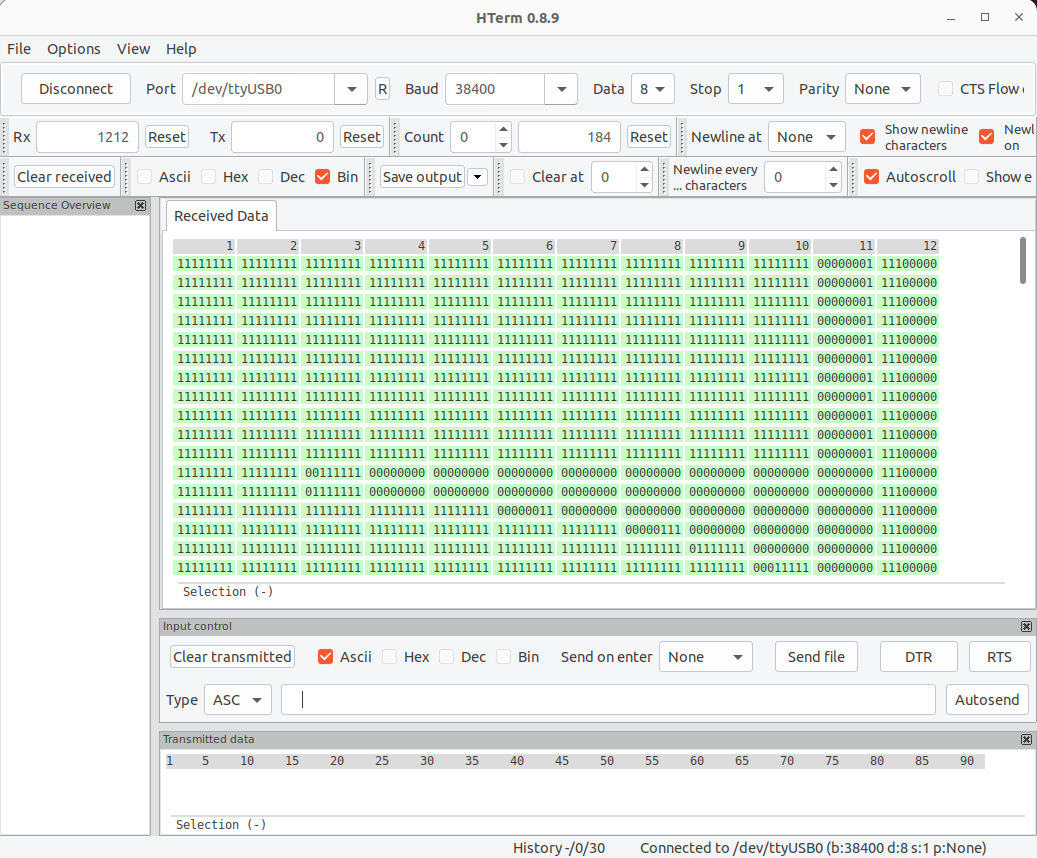 HTerm 0.8.9
File Options View Help
Disconnect Port /dev/ttyUSB0 R Baud 38400 Data 8 Stop 1 Parity None CTS Flow
Rx 1212 Reset Tx 0 Reset Count 0 184 Reset Newline at None Show newline characters Newl on
Clear received Ascii Hex Dec Bin Save output Clear at 0 Newline every ... characters 0 Autoscroll Show e
Sequence Overview
Received Data
1 2 3 4 5 6 7 8 9 10 11 12
11111111 11111111 11111111 11111111 11111111 11111111 11111111 11111111 11111111 11111111 00000001 11100000
11111111 11111111 11111111 11111111 11111111 11111111 11111111 11111111 11111111 11111111 00000001 11100000
11111111 11111111 11111111 11111111 11111111 11111111 11111111 11111111 11111111 11111111 00000001 11100000
11111111 11111111 11111111 11111111 11111111 11111111 11111111 11111111 11111111 11111111 00000001 11100000
11111111 11111111 11111111 11111111 11111111 11111111 11111111 11111111 11111111 11111111 00000001 11100000
11111111 11111111 11111111 11111111 11111111 11111111 11111111 11111111 11111111 11111111 00000001 11100000
11111111 11111111 11111111 11111111 11111111 11111111 11111111 11111111 11111111 11111111 00000001 11100000
11111111 11111111 11111111 11111111 11111111 11111111 11111111 11111111 11111111 11111111 00000001 11100000
11111111 11111111 11111111 11111111 11111111 11111111 11111111 11111111 11111111 11111111 00000001 11100000
11111111 11111111 11111111 11111111 11111111 11111111 11111111 11111111 11111111 11111111 00000001 11100000
11111111 11111111 11111111 11111111 11111111 11111111 11111111 11111111 11111111 11111111 00000001 11100000
11111111 11111111 00111111 00000000 00000000 00000000 00000000 00000000 00000000 00000000 00000000 11100000
11111111 11111111 01111111 00000000 00000000 00000000 00000000 00000000 00000000 00000000 00000000 11100000
11111111 11111111 11111111 11111111 11111111 00000011 00000000 00000000 00000000 00000000 00000000 11100000
11111111 11111111 11111111 11111111 11111111 11111111 11111111 00000111 00000000 00000000 00000000 11100000
11111111 11111111 11111111 11111111 11111111 11111111 11111111 11111111 01111111 00000000 00000000 11100000
11111111 11111111 11111111 11111111 11111111 11111111 11111111 11111111 11111111 00011111 00000000 11100000
Selection (-)
Input control
Clear transmitted Ascii Hex Dec Bin Send on enter None Send file DTR RTS
Type ASC Autosend
Transmitted data
1 5 10 15 20 25 30 35 40 45 50 55 60 65 70 75 80 85 90
Selection (-)
History -/0/30 Connected to /dev/ttyUSB0 (b:38400 d:8 s:1 p:None)